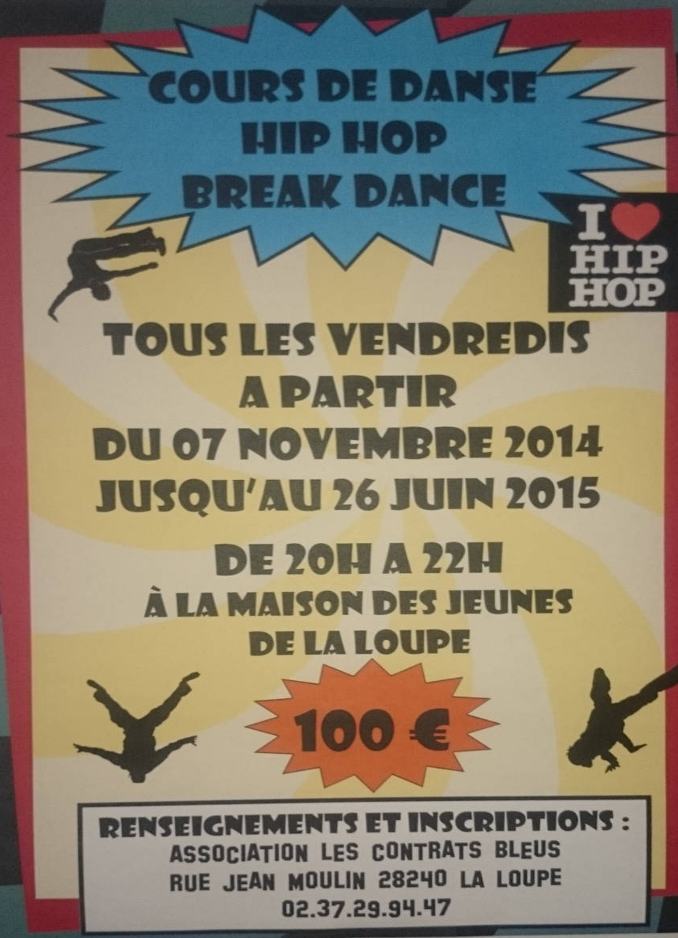 COURS DE DANSE
HIP HOP
BREAK DANCE
I ❤
HIP
HOP
TOUS LES VENDREDIS
A PARTIR
DU 07 NOVEMBRE 2014
JUSQU'AU 26 JUIN 2015
DE 20H A 22H
À LA MAISON DES JEUNES
DE LA LOUPE
100 €
RENSEIGNEMENTS ET INSCRIPTIONS :
ASSOCIATION LES CONTRATS BLEUS
RUE JEAN MOULIN 28240 LA LOUPE
02.37.29.94.47